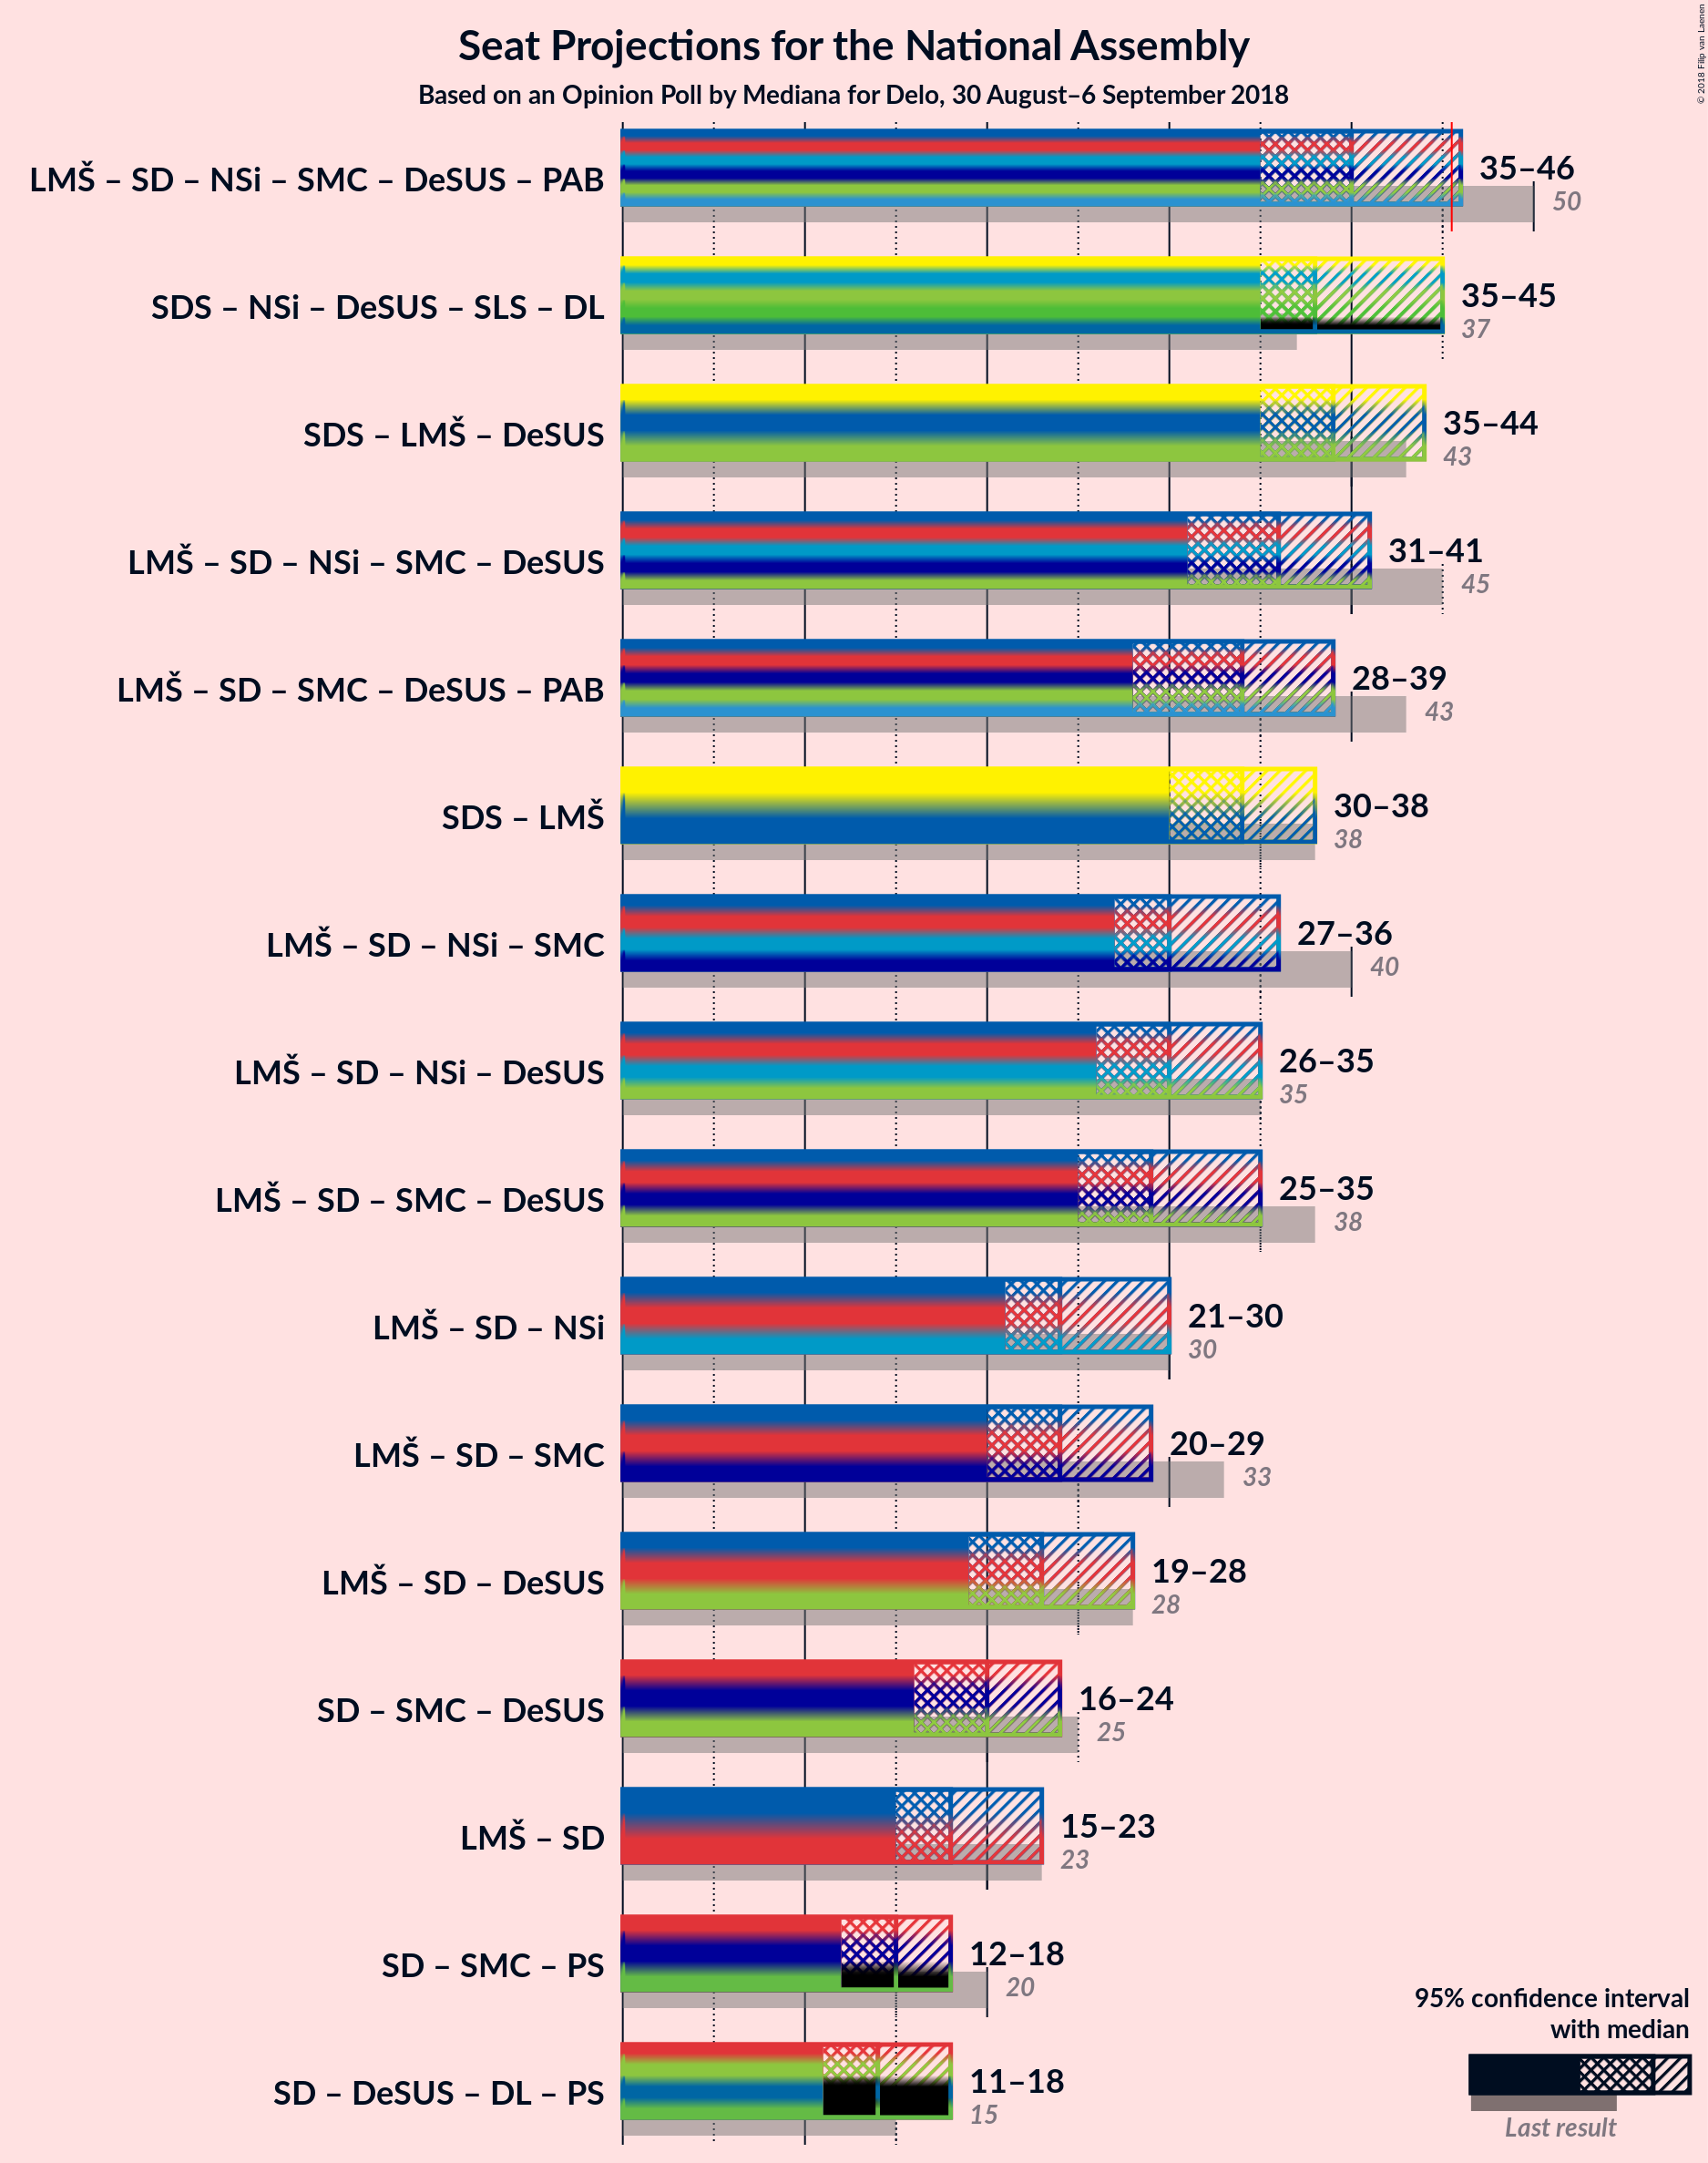 Seat Projections for the National Assembly
Based on an Opinion Poll by Mediana for Delo, 30 August–6 September 2018
© 2018 Filip van Laenen
LMŠ – SD – NSi – SMC – DeSUS – PAB
35–46
50
SDS – NSi – DeSUS – SLS – DL
35–45
37
SDS – LMŠ – DeSUS
35–44
43
LMŠ – SD – NSi – SMC – DeSUS
31–41
45
LMŠ – SD – SMC – DeSUS – PAB
28–39
43
SDS – LMŠ
30–38
38
LMŠ – SD – NSi – SMC
27–36
40
LMŠ – SD – NSi – DeSUS
26–35
35
LMŠ – SD – SMC – DeSUS
25–35
38
LMŠ – SD – NSi
21–30
30
LMŠ – SD – SMC
20–29
33
LMŠ – SD – DeSUS
19–28
28
SD – SMC – DeSUS
16–24
25
LMŠ – SD
15–23
23
SD – SMC – PS
12–18
20
SD – DeSUS – DL – PS
11–18
15
95% confidence interval
with median
Last result